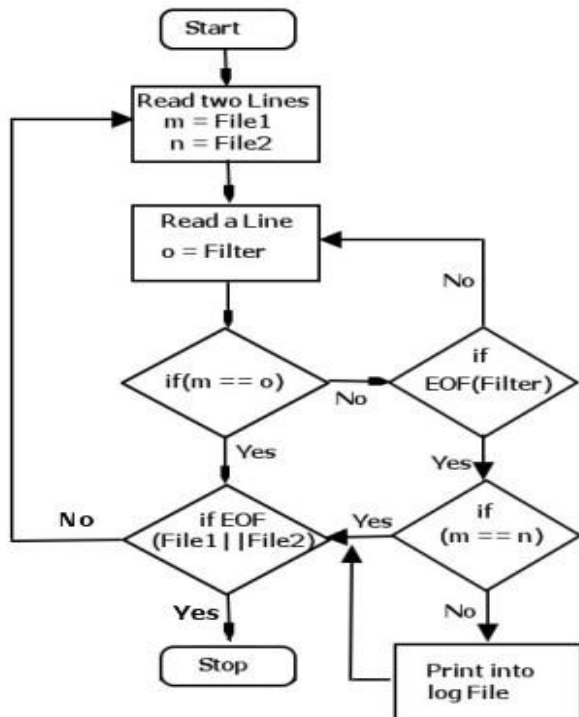 Start
Read two Lines
m = File1
n = File2
Read a Line
o = Filter
No
if(m == o)
No
if
EOF(Filter)
Yes
Yes
No
if EOF
(File1||File2)
Yes
if
(m == n)
Yes
No
Stop
Print into
log File